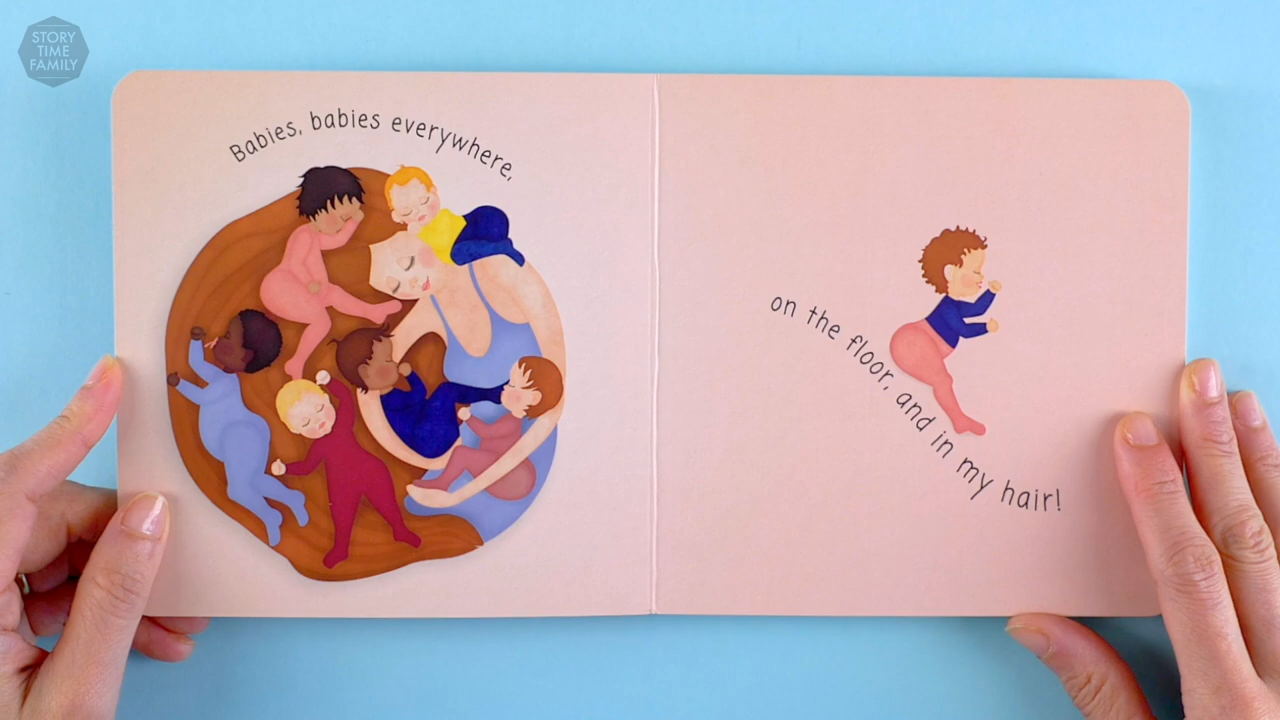 STORY
TIME
FAMILY
Babies, babies everywhere,
on the floor, and in my hair!